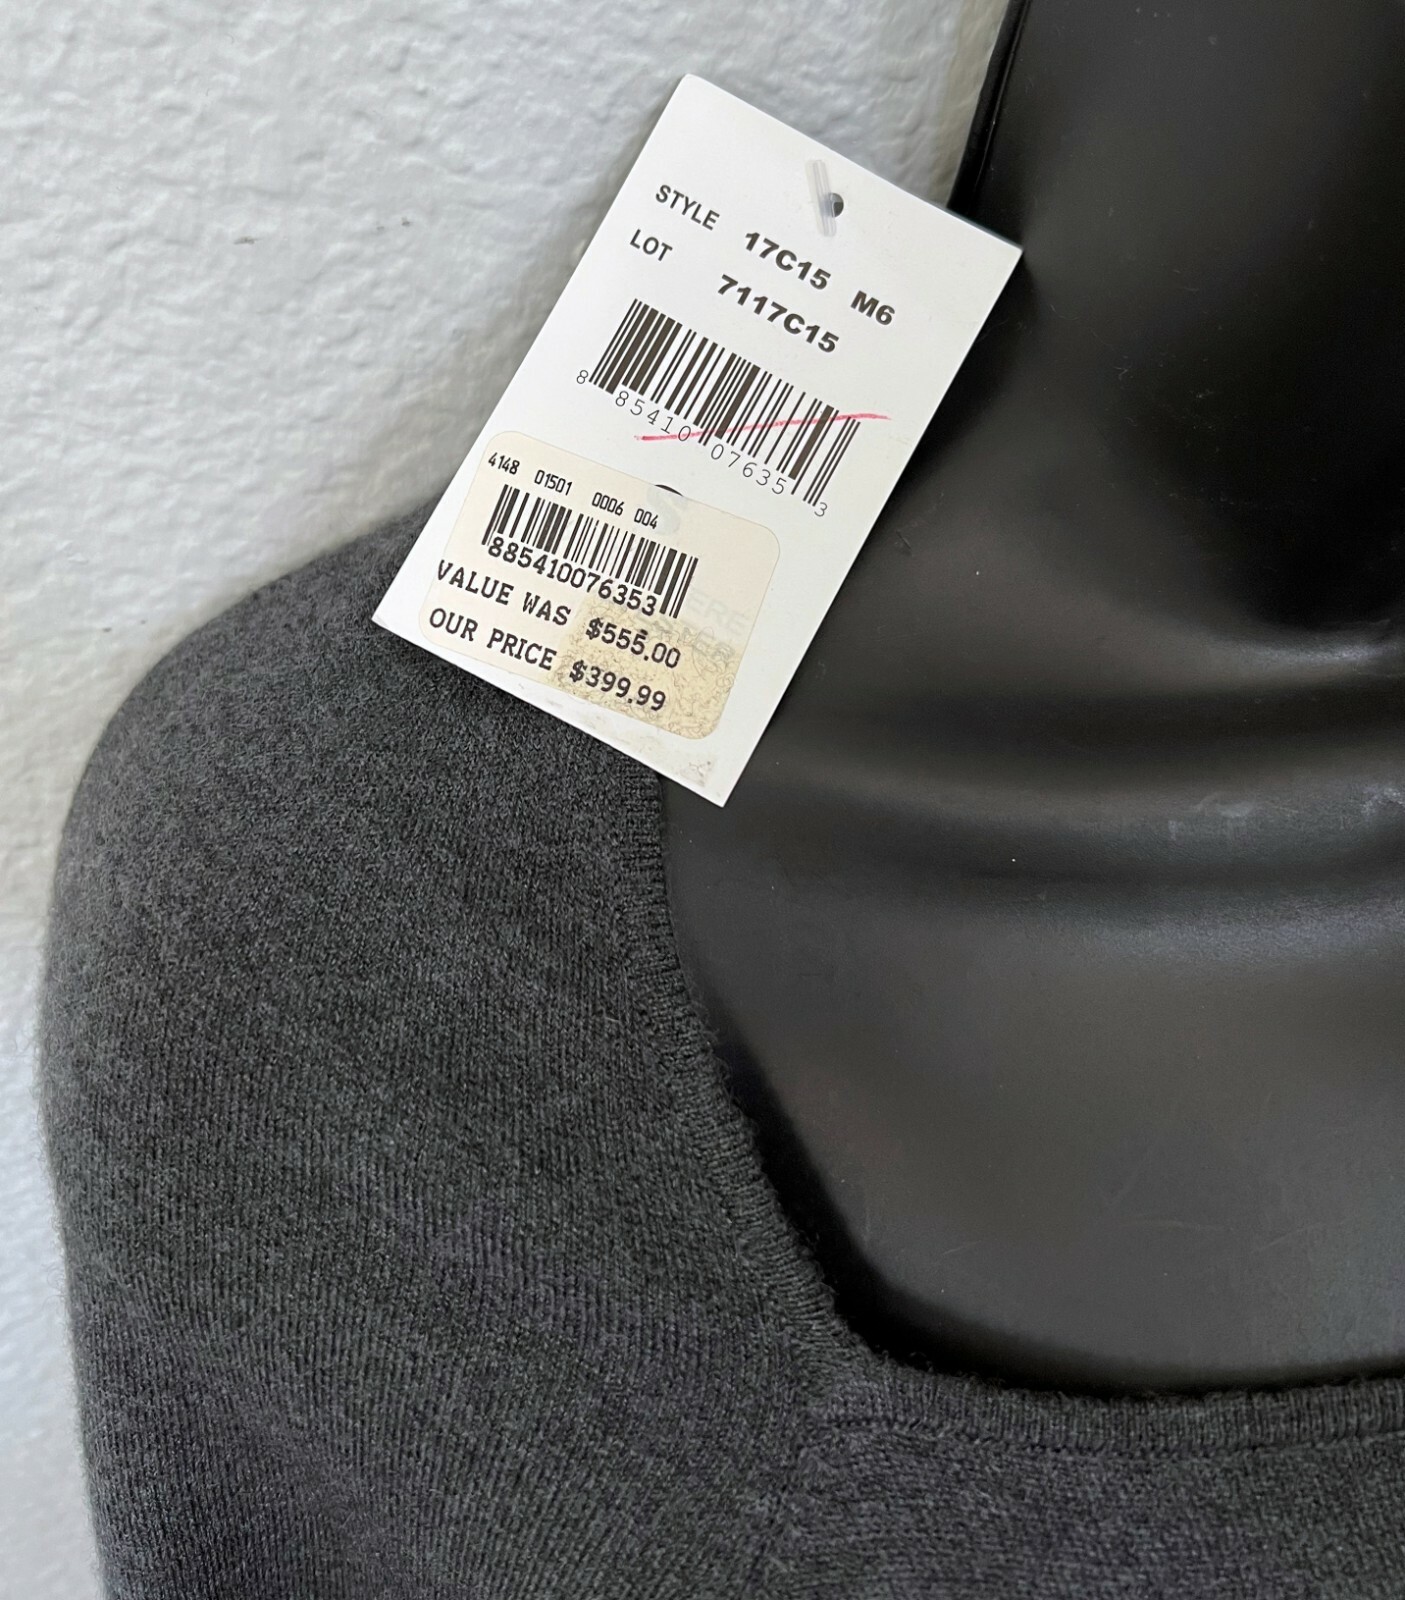 STYLE 17C15 M6
LOT 7117C15
8 85410 07635 3
S
4148 01501 0006 004
885410076353
VALUE WAS $555.00
OUR PRICE $399.99